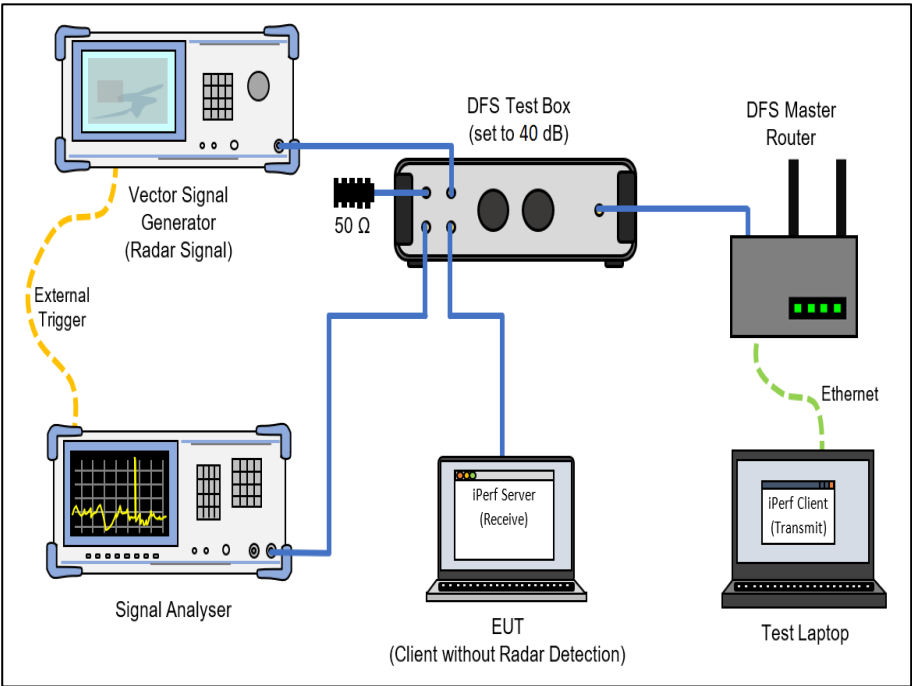 DFS Test Box
(set to 40 dB)
DFS Master
Router
Vector Signal
Generator
(Radar Signal)
50 Ω
External
Trigger
Ethernet
iPerf Server
(Receive)
iPerf Client
(Transmit)
Signal Analyser
EUT
(Client without Radar Detection)
Test Laptop